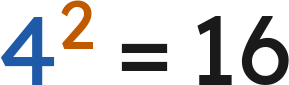 4² = 16